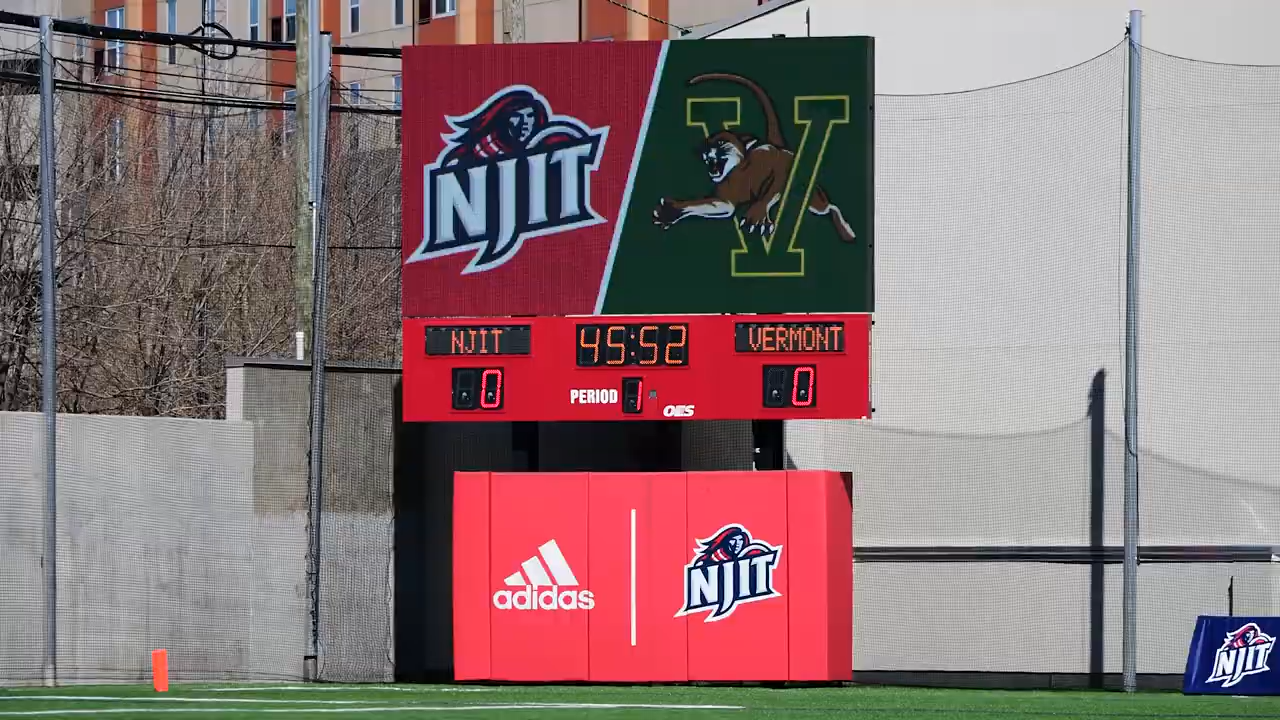 NJIT
V
NJIT 45:52 VERMONT
0 PERIOD 1 0
OES
adidas NJIT
NJIT